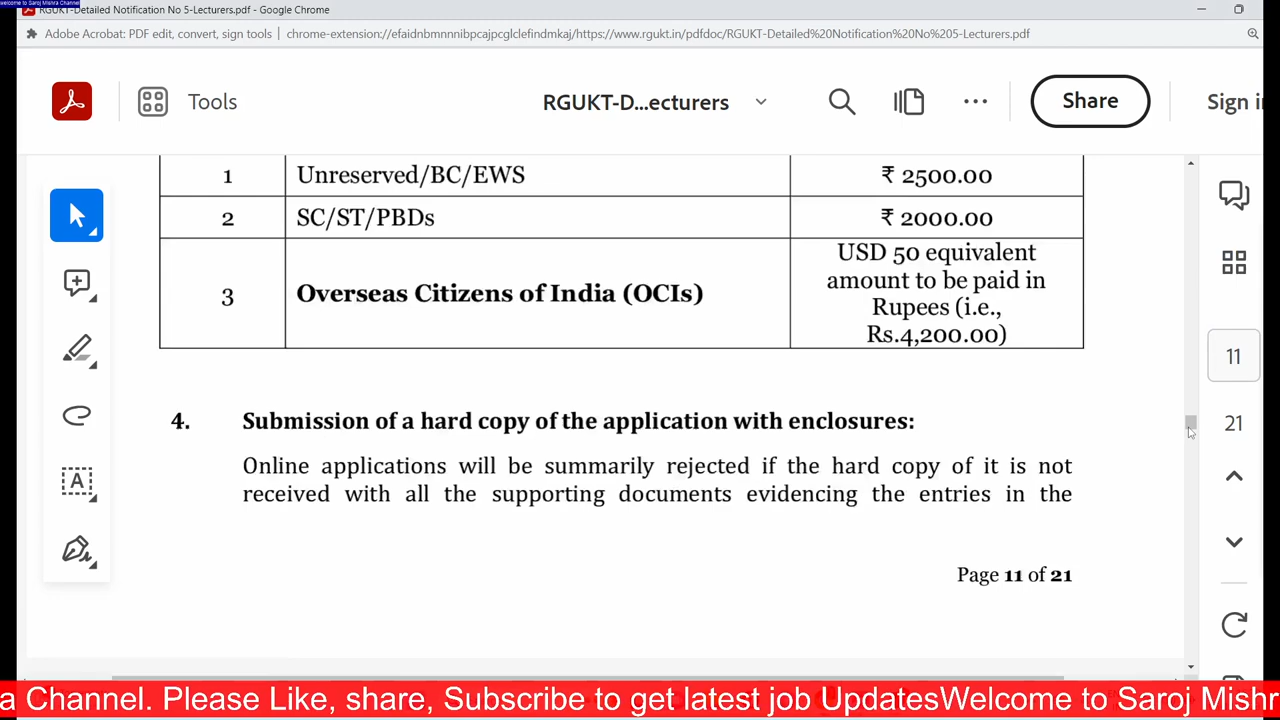 welcome to Saroj Mishra Channel
RGUKT-Detailed Notification No 5-Lecturers.pdf - Google Chrome
Adobe Acrobat: PDF edit, convert, sign tools | chrome-extension://efaidnbmnnnibpcajpcglclefindmkaj/https://www.rgukt.in/pdfdoc/RGUKT-Detailed%20Notification%20No%205-Lecturers.pdf
Tools
RGUKT-D...ecturers
Share
Sign i
1 Unreserved/BC/EWS ₹ 2500.00
2 SC/ST/PBDs ₹ 2000.00
3 Overseas Citizens of India (OCIs)
USD 50 equivalent
amount to be paid in
Rupees (i.e.,
Rs.4,200.00)
11
21
4. Submission of a hard copy of the application with enclosures:
Online applications will be summarily rejected if the hard copy of it is not
received with all the supporting documents evidencing the entries in the
Page 11 of 21
a Channel. Please Like, share, Subscribe to get latest job UpdatesWelcome to Saroj Mishr